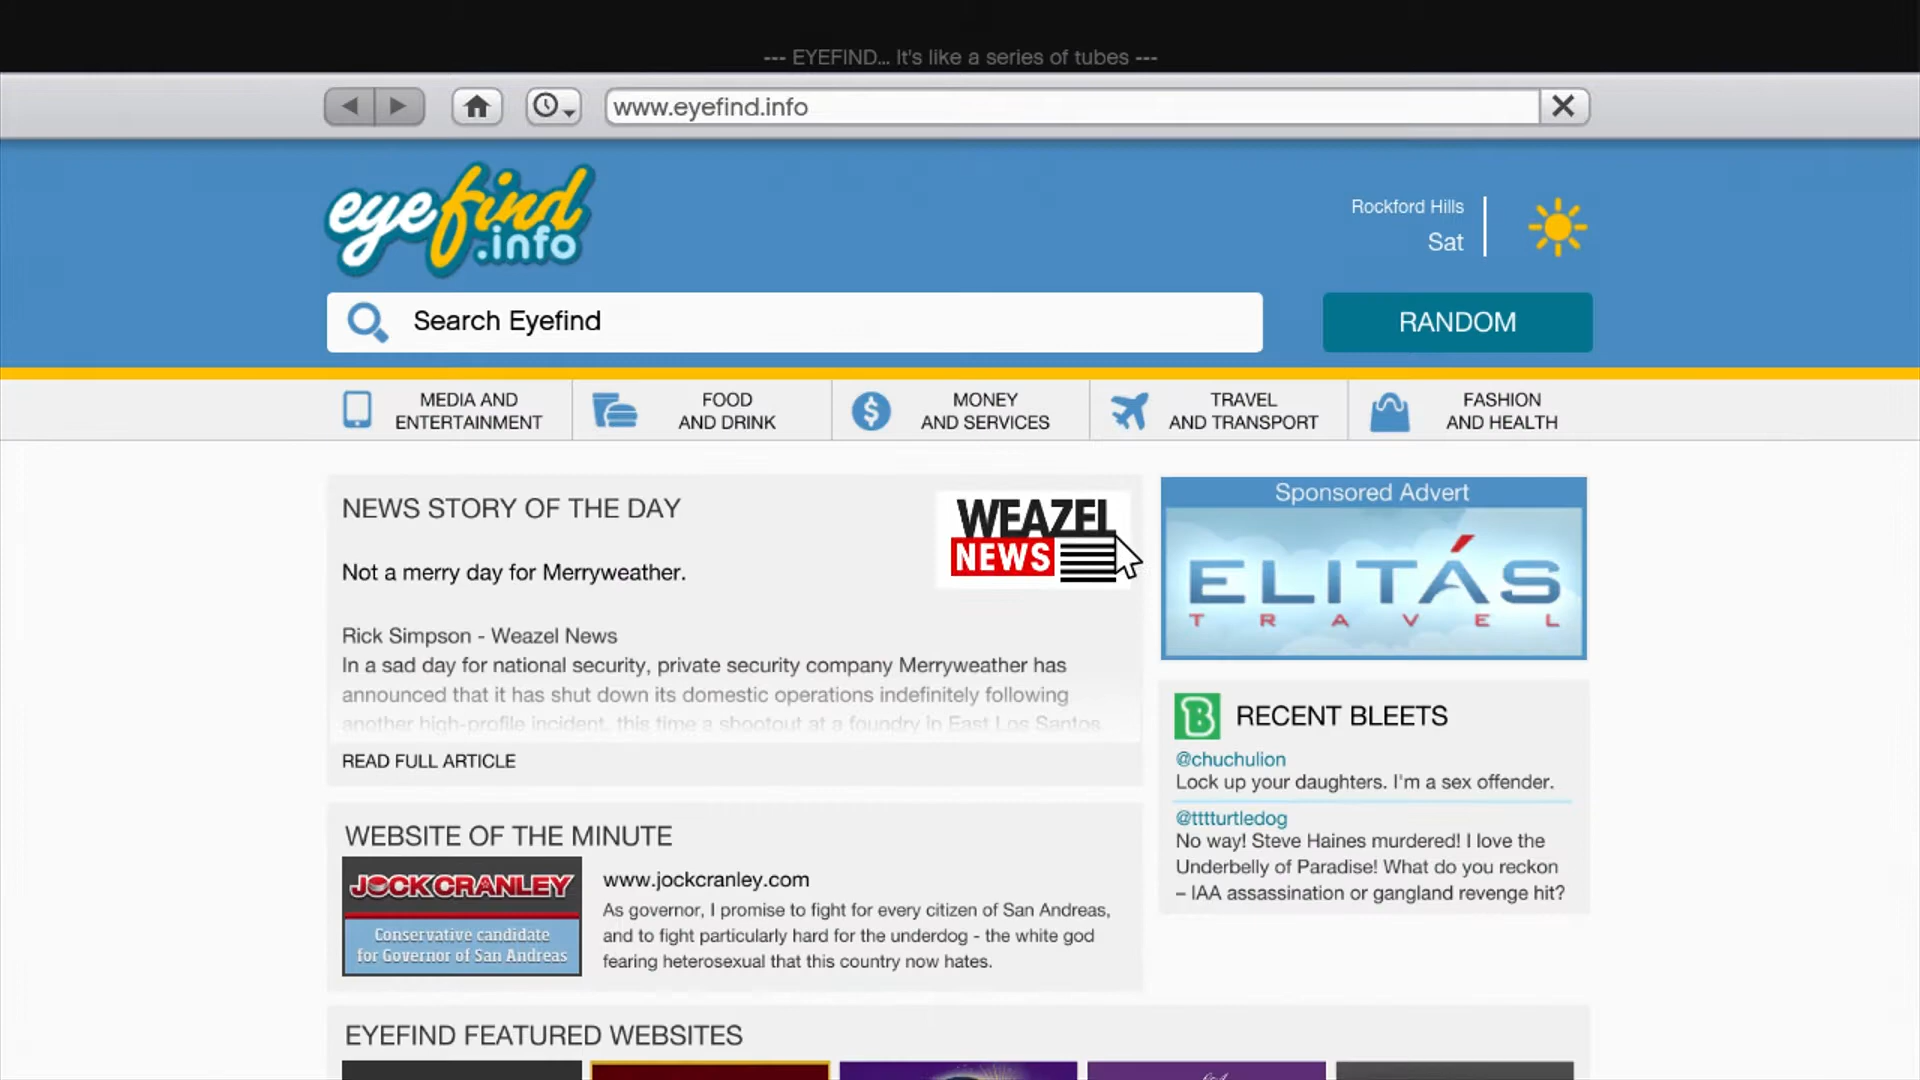 --- EYEFIND... It's like a series of tubes ---
www.eyefind.info
eyefind
.info
Rockford Hills
Sat
Search Eyefind
RANDOM
MEDIA AND
ENTERTAINMENT
FOOD
AND DRINK
MONEY
AND SERVICES
TRAVEL
AND TRANSPORT
FASHION
AND HEALTH
NEWS STORY OF THE DAY
WEAZEL
NEWS
Not a merry day for Merryweather.
Rick Simpson - Weazel News
In a sad day for national security, private security company Merryweather has
announced that it has shut down its domestic operations indefinitely following
another high-profile incident, this time a shootout at a foundry in East Los Santos.
READ FULL ARTICLE
Sponsored Advert
ELITÁS
TRAVEL
B RECENT BLEETS
@chuchulion
Lock up your daughters. I'm a sex offender.
@tttturtledog
No way! Steve Haines murdered! I love the
Underbelly of Paradise! What do you reckon
– IAA assassination or gangland revenge hit?
WEBSITE OF THE MINUTE
JOCK CRANLEY
Conservative candidate
for Governor of San Andreas
www.jockcranley.com
As governor, I promise to fight for every citizen of San Andreas,
and to fight particularly hard for the underdog - the white god
fearing heterosexual that this country now hates.
EYEFIND FEATURED WEBSITES